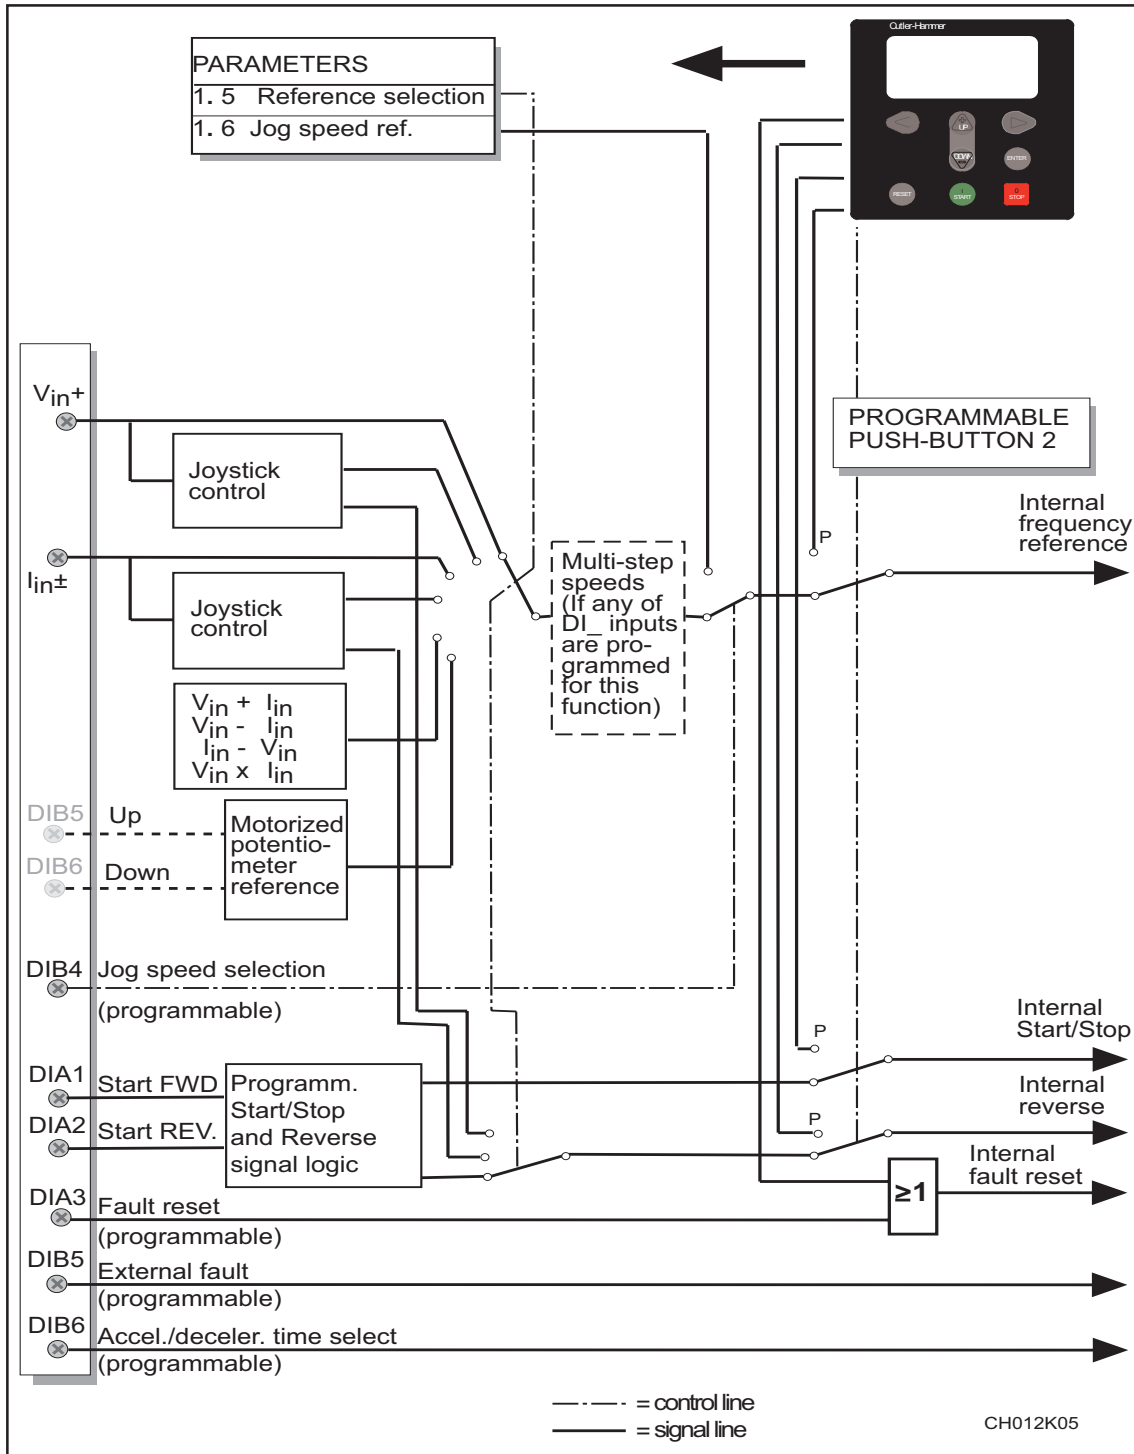 Cutler-Hammer
PARAMETERS
1. 5 Reference selection
1. 6 Jog speed ref.
UP
DOWN
ENTER
RESET
I
START
0
STOP
Vin+
Joystick
control
PROGRAMMABLE
PUSH-BUTTON 2
Internal
frequency
reference
P
Iin±
Joystick
control
Multi-step
speeds
(If any of
DI_ inputs
are pro-
grammed
for this
function)
Vin + Iin
Vin - Iin
Iin - Vin
Vin x Iin
DIB5
Up
DIB6
Down
Motorized
potentio-
meter
reference
DIB4
Jog speed selection
(programmable)
P
Internal
Start/Stop
DIA1
Start FWD
DIA2
Start REV.
Programm.
Start/Stop
and Reverse
signal logic
P
Internal
reverse
Internal
fault reset
≥1
DIA3
Fault reset
(programmable)
DIB5
External fault
(programmable)
DIB6
Accel./deceler. time select
(programmable)
= control line
= signal line
CH012K05